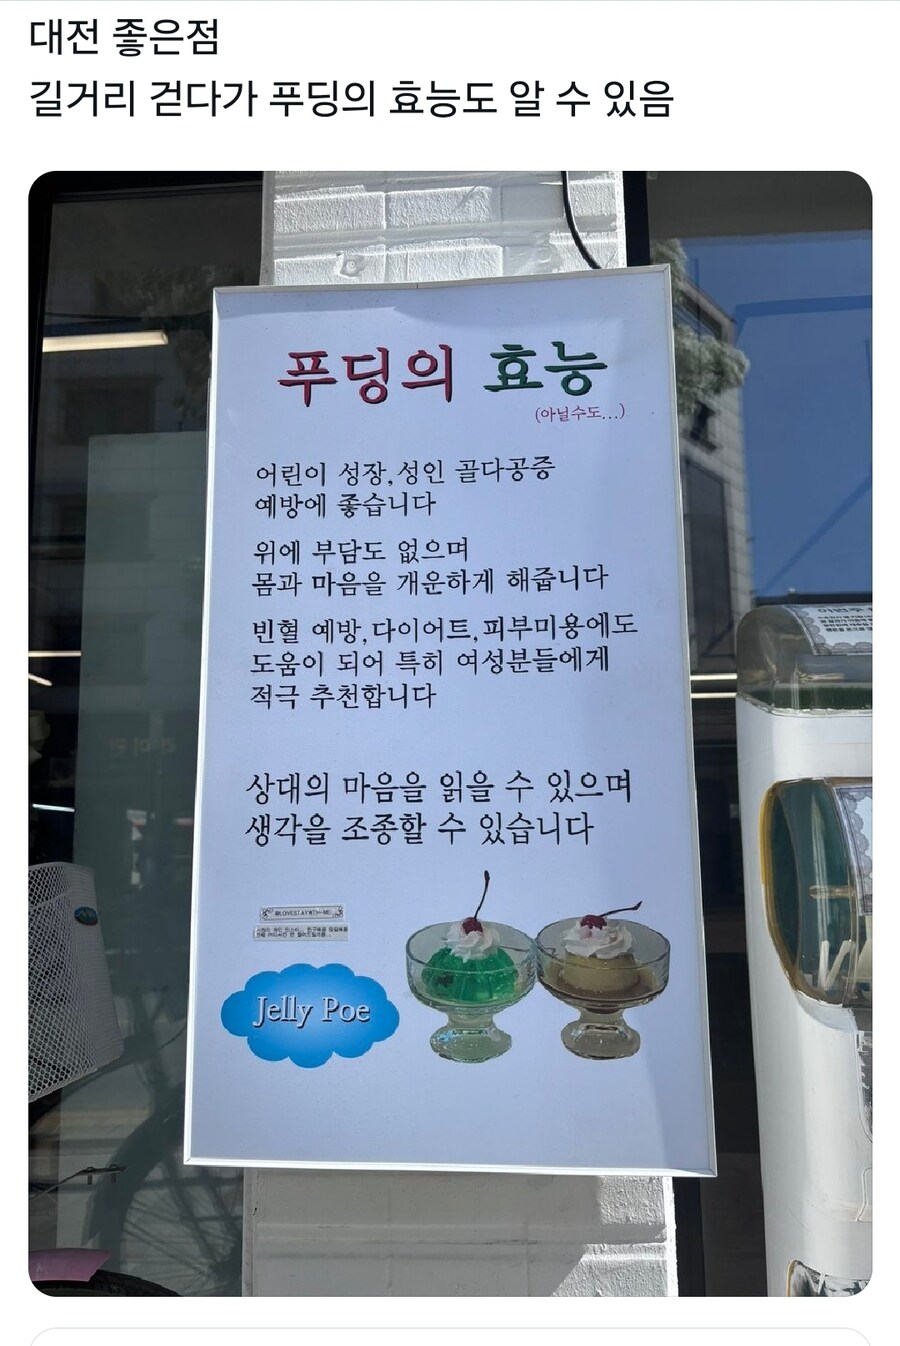 대전 좋은점
길거리 걷다가 푸딩의 효능도 알 수 있음
푸딩의 효능
(아닐수도...)
어린이 성장,성인 골다공증
예방에 좋습니다
위에 부담도 없으며
몸과 마음을 개운하게 해줍니다
빈혈 예방,다이어트,피부미용에도
도움이 되어 특히 여성분들에게
적극 추천합니다
상대의 마음을 읽을 수 있으며
생각을 조종할 수 있습니다
Jelly Poe